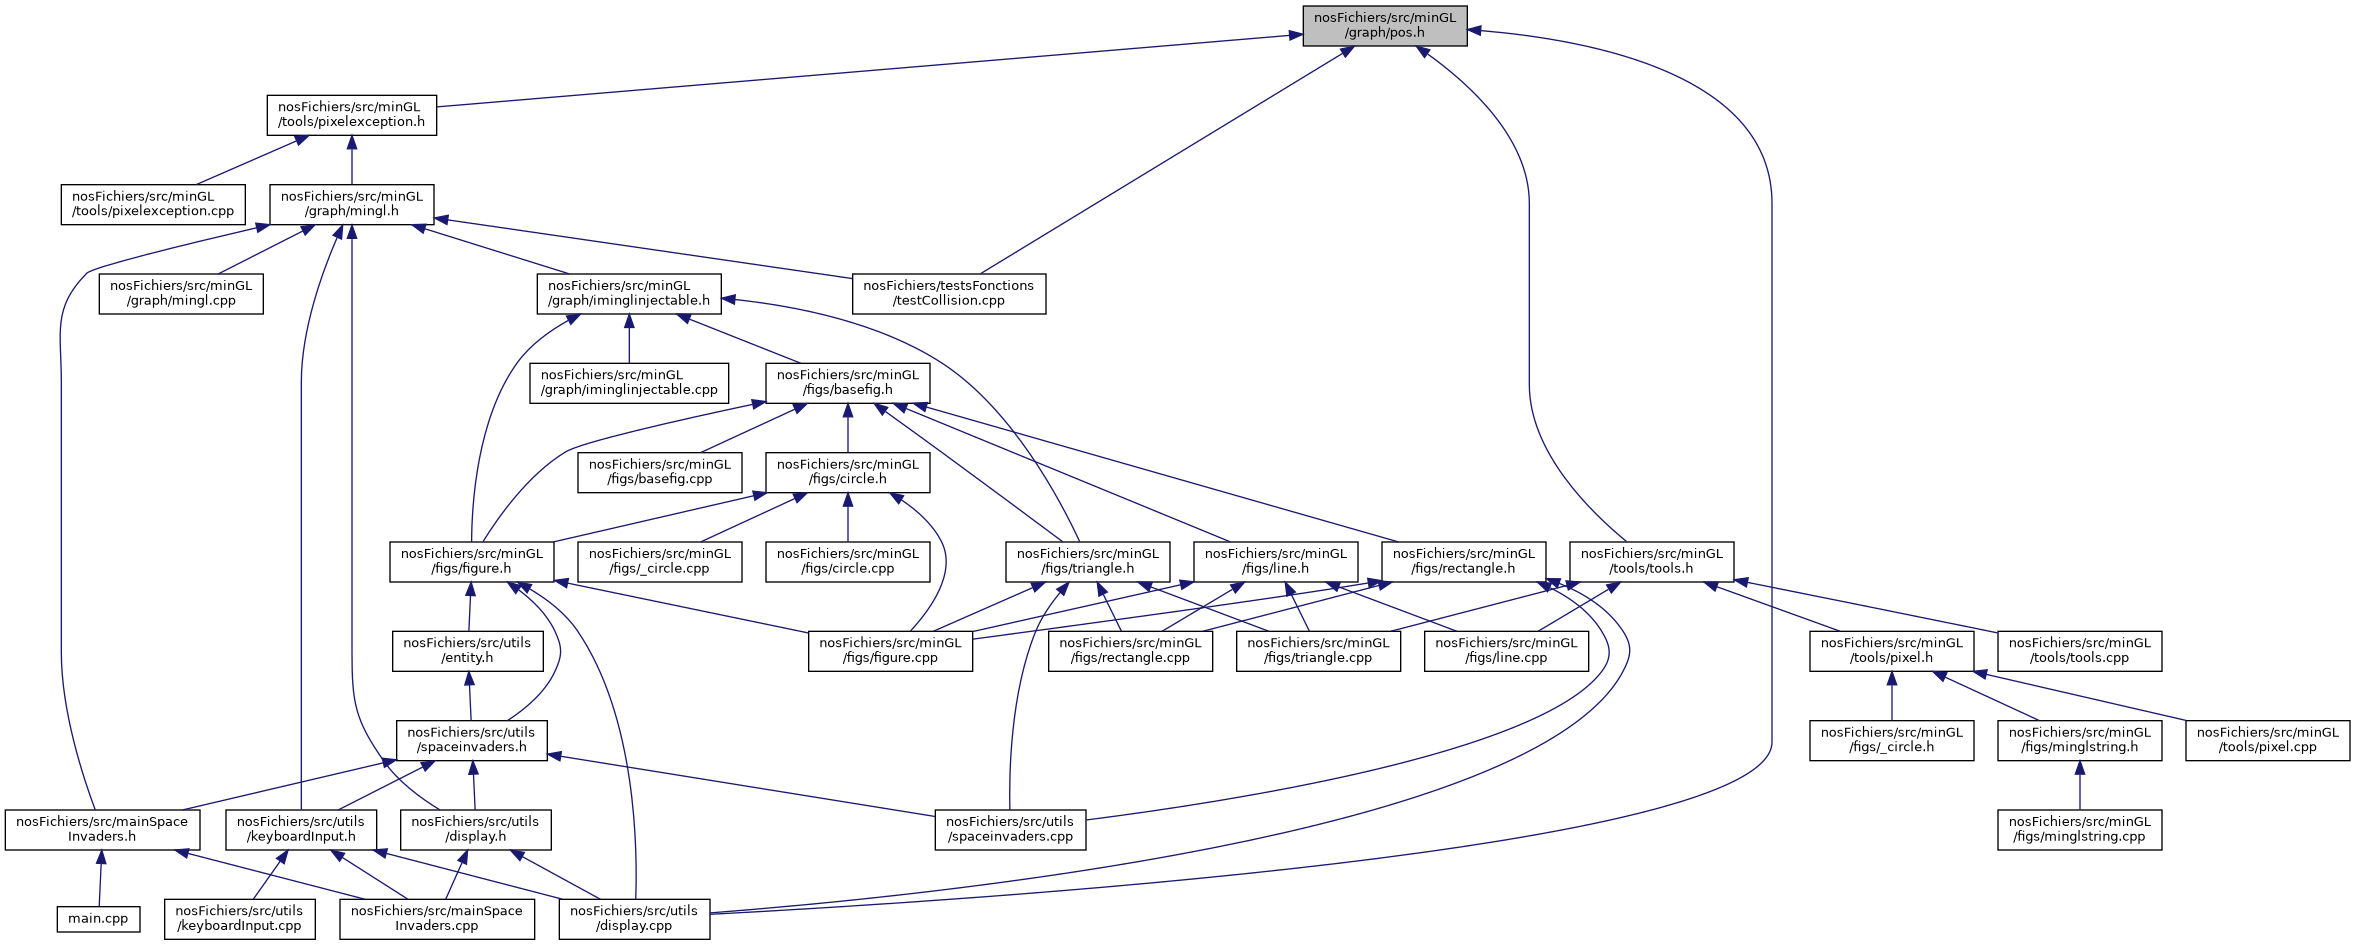 nosFichiers/src/minGL
/graph/pos.h
nosFichiers/src/minGL
/tools/pixelexception.h
nosFichiers/src/minGL
/tools/pixelexception.cpp
nosFichiers/src/minGL
/graph/mingl.h
nosFichiers/src/minGL
/graph/mingl.cpp
nosFichiers/src/minGL
/graph/iminglinjectable.h
nosFichiers/testsFonctions
/testCollision.cpp
nosFichiers/src/minGL
/graph/iminglinjectable.cpp
nosFichiers/src/minGL
/figs/basefig.h
nosFichiers/src/minGL
/figs/basefig.cpp
nosFichiers/src/minGL
/figs/circle.h
nosFichiers/src/minGL
/figs/figure.h
nosFichiers/src/minGL
/figs/_circle.cpp
nosFichiers/src/minGL
/figs/circle.cpp
nosFichiers/src/minGL
/figs/triangle.h
nosFichiers/src/minGL
/figs/line.h
nosFichiers/src/minGL
/figs/rectangle.h
nosFichiers/src/minGL
/tools/tools.h
nosFichiers/src/utils
/entity.h
nosFichiers/src/minGL
/figs/figure.cpp
nosFichiers/src/minGL
/figs/rectangle.cpp
nosFichiers/src/minGL
/figs/triangle.cpp
nosFichiers/src/minGL
/figs/line.cpp
nosFichiers/src/minGL
/tools/pixel.h
nosFichiers/src/minGL
/tools/tools.cpp
nosFichiers/src/utils
/spaceinvaders.h
nosFichiers/src/minGL
/figs/_circle.h
nosFichiers/src/minGL
/figs/minglstring.h
nosFichiers/src/minGL
/tools/pixel.cpp
nosFichiers/src/mainSpace
Invaders.h
nosFichiers/src/utils
/keyboardInput.h
nosFichiers/src/utils
/display.h
nosFichiers/src/utils
/spaceinvaders.cpp
nosFichiers/src/minGL
/figs/minglstring.cpp
main.cpp
nosFichiers/src/utils
/keyboardInput.cpp
nosFichiers/src/mainSpace
Invaders.cpp
nosFichiers/src/utils
/display.cpp